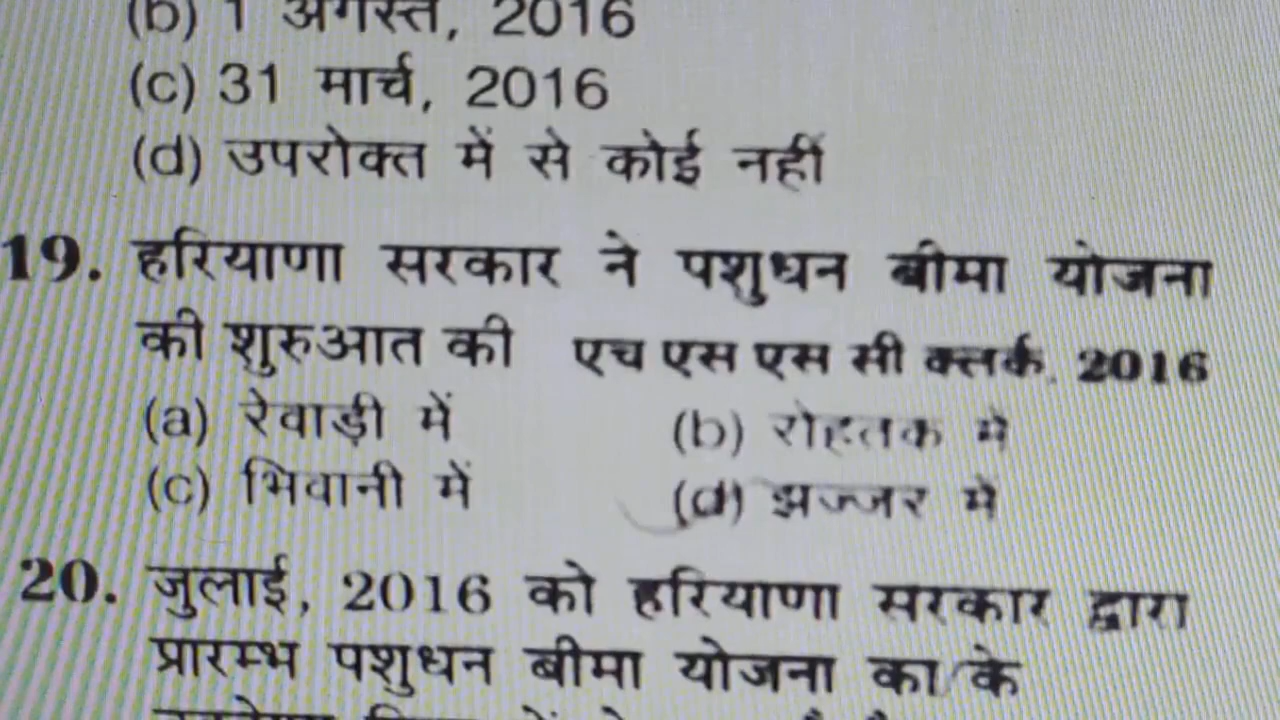 (b) 1 अगस्त, 2016
(c) 31 मार्च, 2016
(d) उपरोक्त में से कोई नहीं
19. हरियाणा सरकार ने पशुधन बीमा योजना
की शुरुआत की एच एस एस सी क्लर्क, 2016
(a) रेवाड़ी में (b) रोहतक में
(c) भिवानी में (d) झज्जर में
20. जुलाई, 2016 को हरियाणा सरकार द्वारा
प्रारम्भ पशुधन बीमा योजना का/के